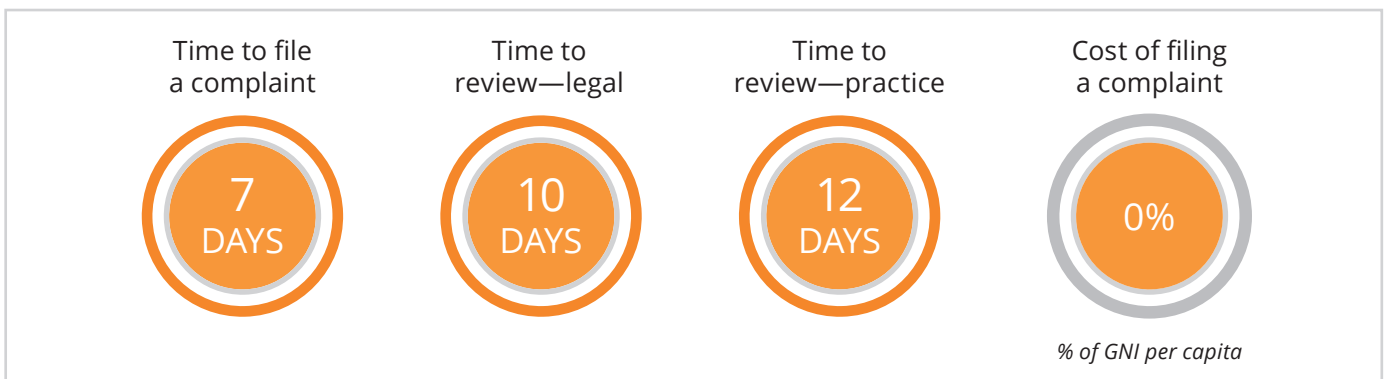 Time to file
a complaint
7
DAYS
Time to
review—legal
10
DAYS
Time to
review—practice
12
DAYS
Cost of filing
a complaint
0%
% of GNI per capita